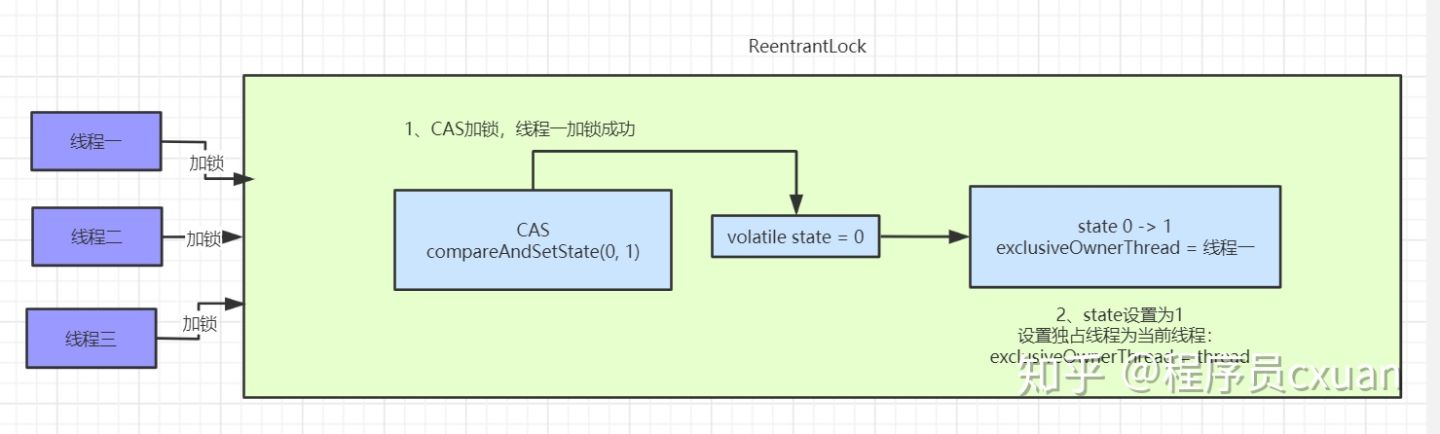 ReentrantLock
1、CAS加锁，线程一加锁成功
线程一
加锁
线程二
加锁
线程三
加锁
CAS
compareAndSetState(0, 1)
volatile state = 0
state 0 -> 1
exclusiveOwnerThread = 线程一
2、state设置为1
设置独占线程为当前线程：
exclusiveOwnerThread = thread
知乎 @程序员cxuan